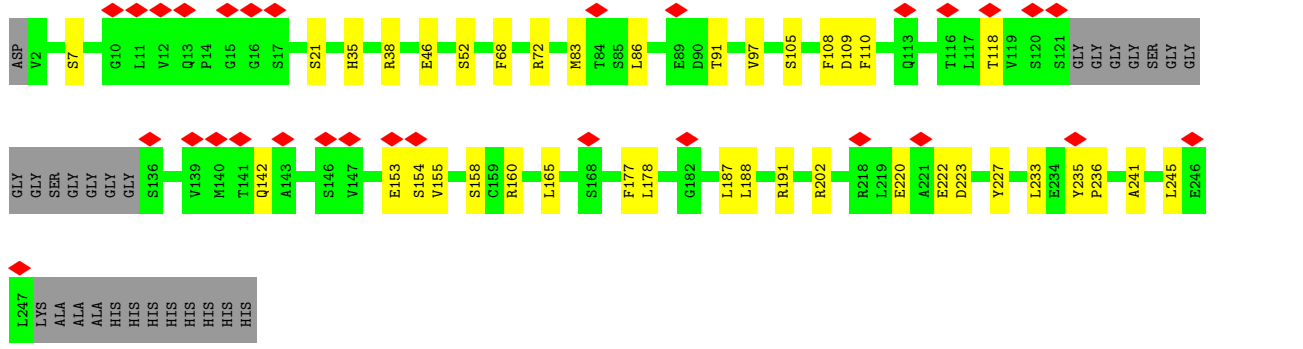 ASP V2 S7 G10 L11 V12 Q13 P14 G15 G16 S17 S21 H35 R38 E46 S52 F68 R72 M83 T84 S85 L86 E89 D90 T91 V97 S105 F108 D109 F110 Q113 T116 L117 T118 V119 S120 S121 GLY GLY GLY GLY SER GLY GLY
GLY GLY SER GLY GLY GLY GLY S136 V139 M140 T141 Q142 A143 S146 V147 E153 S154 V155 S158 C159 R160 L165 S168 F177 L178 G182 L187 L188 R191 R202 R218 L219 E220 A221 E222 D223 Y227 L233 E234 Y235 P236 A241 L245 E246
L247 LYS ALA ALA ALA HIS HIS HIS HIS HIS HIS HIS HIS